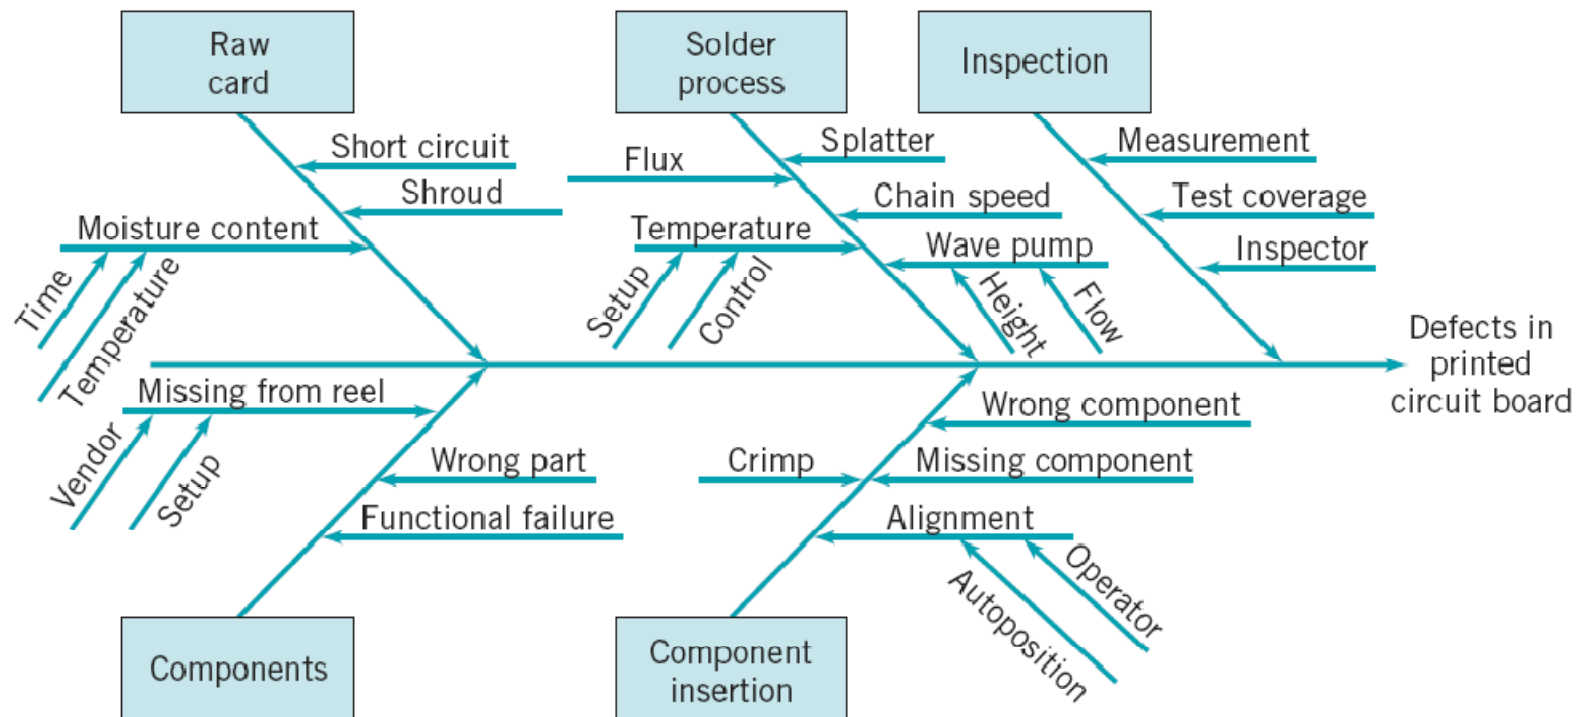 Raw
card
Solder
process
Inspection
Short circuit
Shroud
Moisture content
Time
Temperature
Flux
Splatter
Chain speed
Temperature
Setup
Control
Wave pump
Height
Flow
Measurement
Test coverage
Inspector
Defects in
printed
circuit board
Missing from reel
Vendor
Setup
Wrong part
Functional failure
Wrong component
Crimp
Missing component
Alignment
Autoposition
Operator
Components
Component
insertion